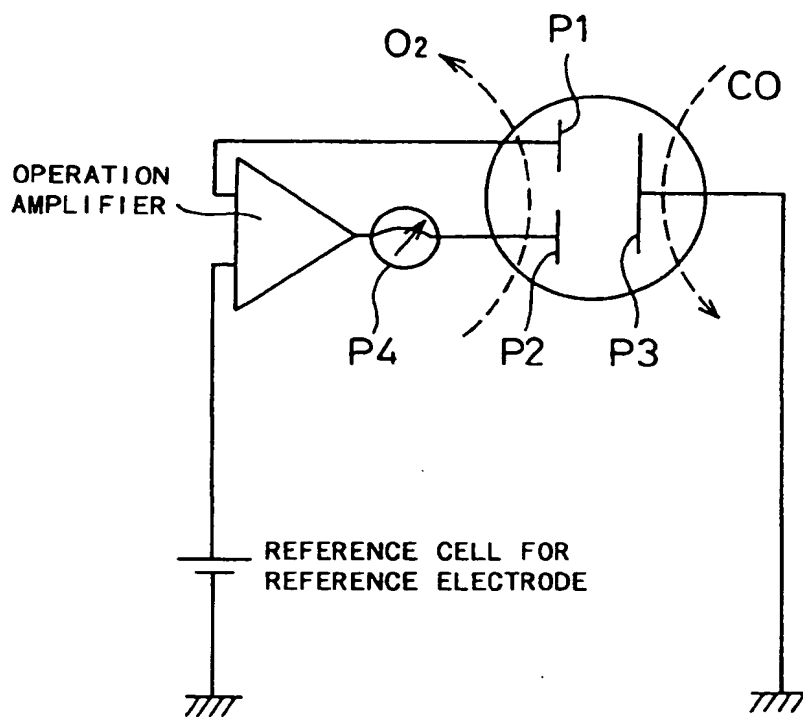 P1
O2
CO
OPERATION
AMPLIFIER
P4
P2
P3
REFERENCE CELL FOR
REFERENCE ELECTRODE